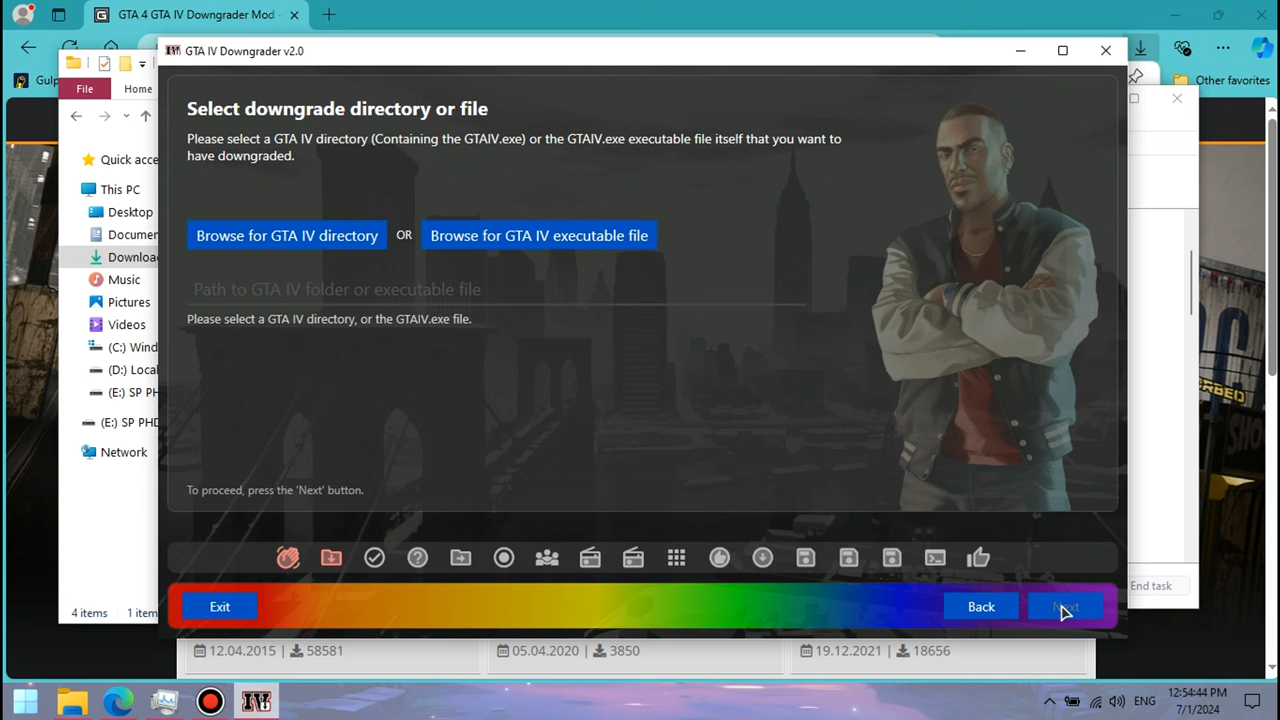 GTA 4 GTA IV Downgrader Mod
Gulp
Other favorites
File
Home
Quick acce
This PC
Desktop
Documen
Downloa
Music
Pictures
Videos
(C:) Wind
(D:) Local
(E:) SP PH
(E:) SP PHD
Network
4 items
1 item
IV GTA IV Downgrader v2.0
Select downgrade directory or file
Please select a GTA IV directory (Containing the GTAIV.exe) or the GTAIV.exe executable file itself that you want to
have downgraded.
Browse for GTA IV directory OR Browse for GTA IV executable file
Path to GTA IV folder or executable file
Please select a GTA IV directory, or the GTAIV.exe file.
To proceed, press the 'Next' button.
Exit
Back
Next
End task
12.04.2015 | 58581
05.04.2020 | 3850
19.12.2021 | 18656
IV
ENG
12:54:44 PM
7/1/2024